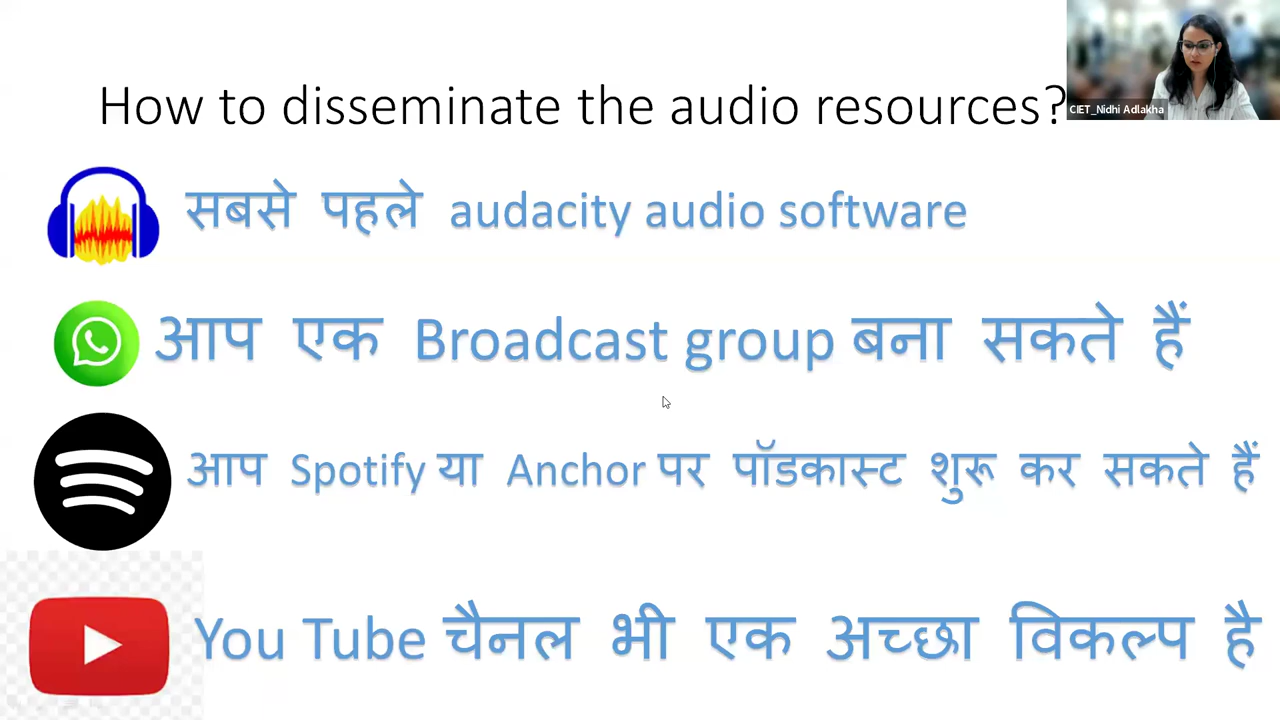 How to disseminate the audio resources?
CIET_Nidhi Adlakha
सबसे पहले audacity audio software
आप एक Broadcast group बना सकते हैं
आप Spotify या Anchor पर पॉडकास्ट शुरू कर सकते हैं
You Tube चैनल भी एक अच्छा विकल्प है